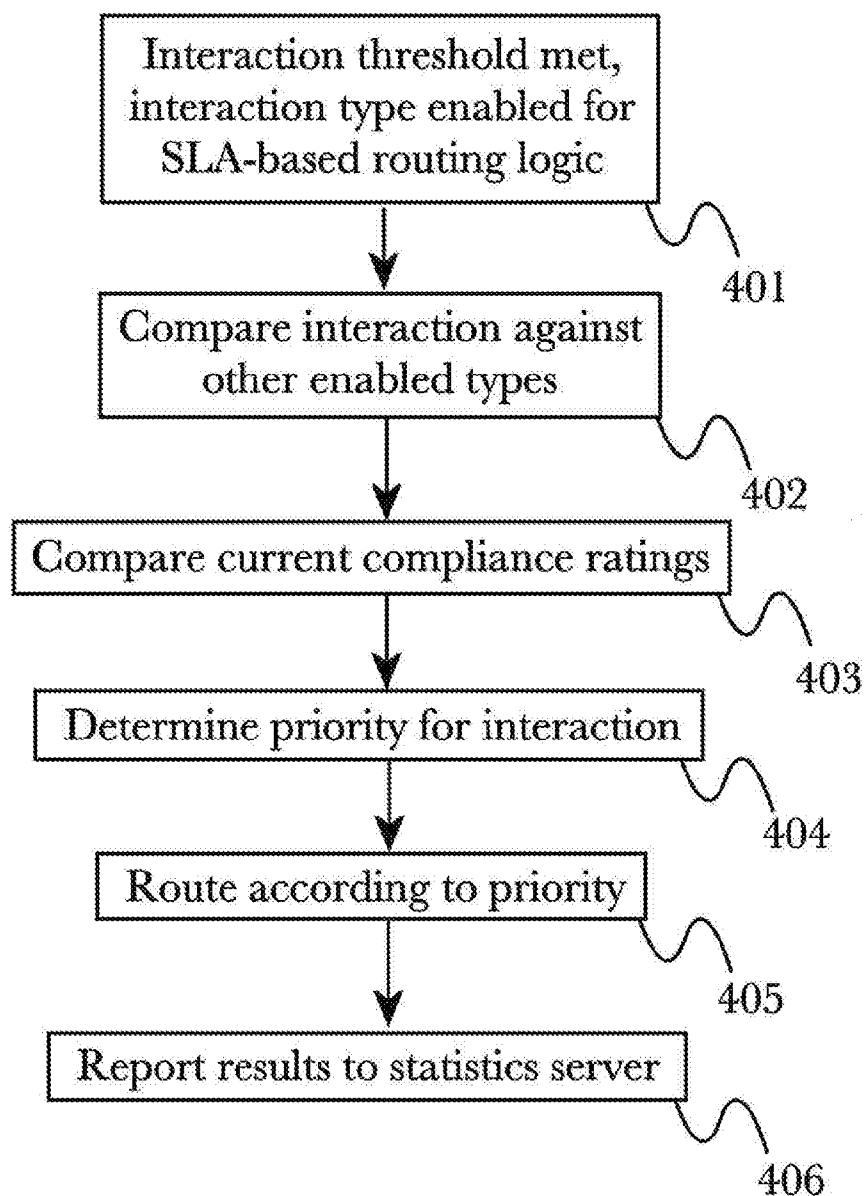 Interaction threshold met,
interaction type enabled for
SLA-based routing logic
401
Compare interaction against
other enabled types
402
Compare current compliance ratings
403
Determine priority for interaction
404
Route according to priority
405
Report results to statistics server
406